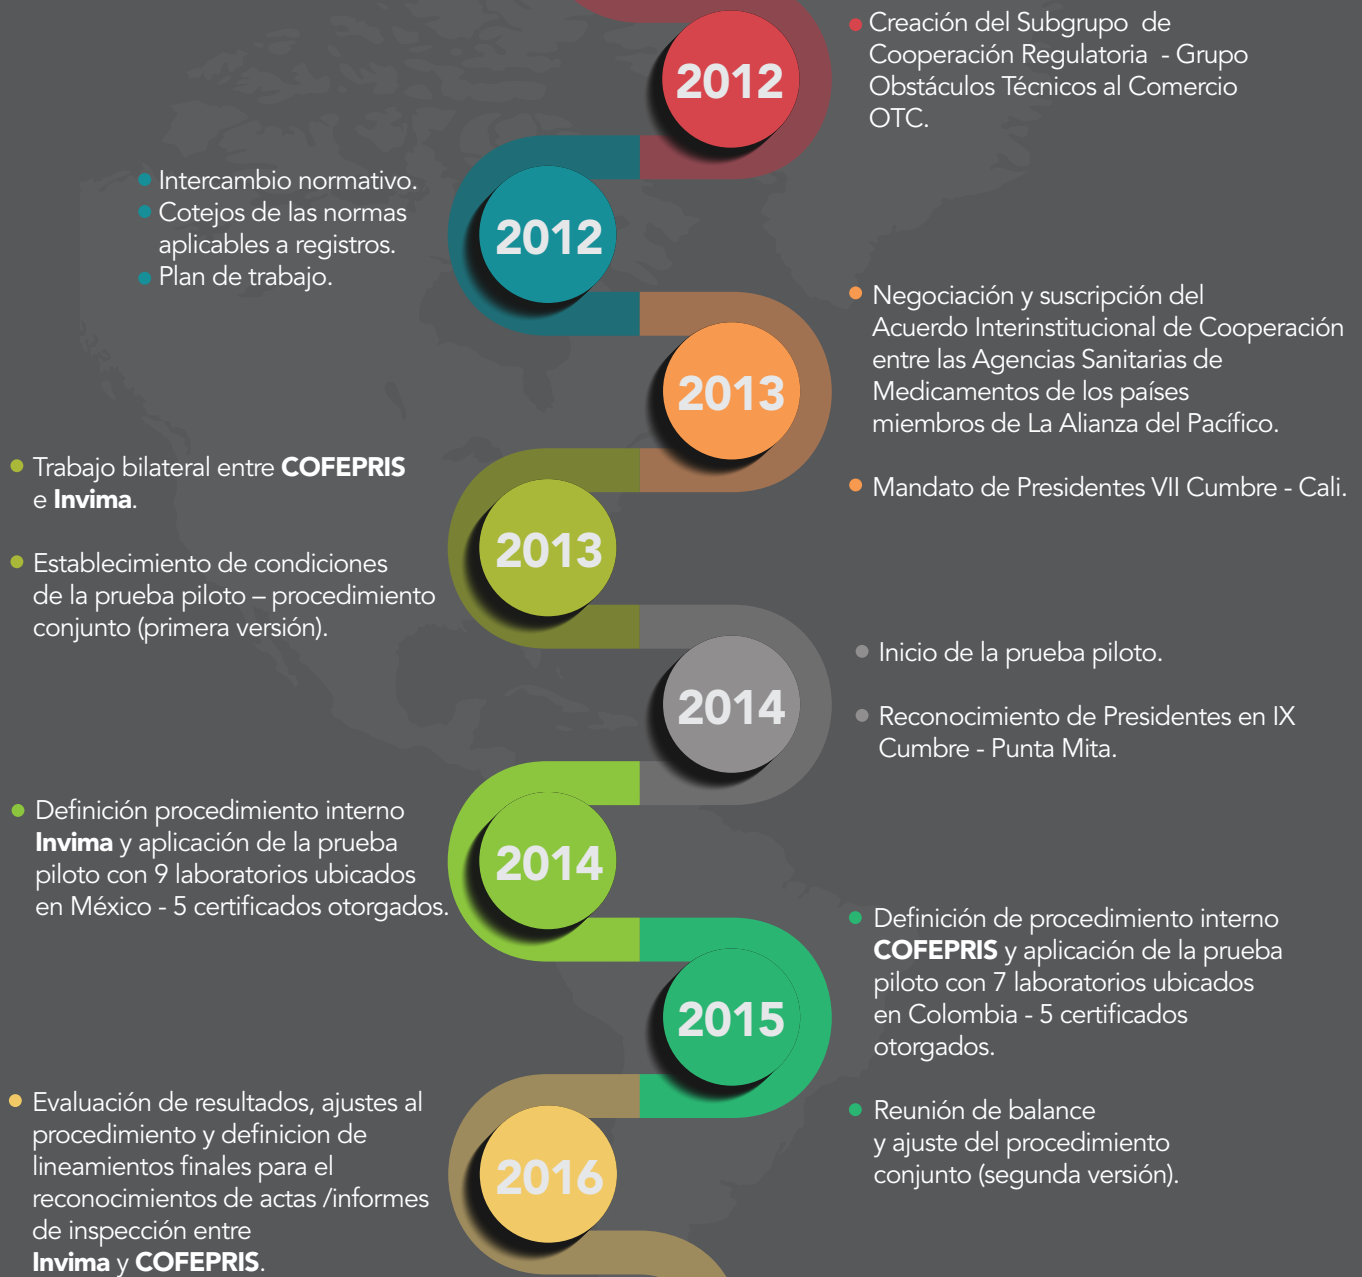 2012
Creación del Subgrupo de
Cooperación Regulatoria - Grupo
Obstáculos Técnicos al Comercio
OTC.
2012
Intercambio normativo.
Cotejos de las normas
aplicables a registros.
Plan de trabajo.
2013
Negociación y suscripción del
Acuerdo Interinstitucional de Cooperación
entre las Agencias Sanitarias de
Medicamentos de los países
miembros de La Alianza del Pacífico.
Mandato de Presidentes VII Cumbre - Cali.
2013
Trabajo bilateral entre COFEPRIS
e Invima.
Establecimiento de condiciones
de la prueba piloto – procedimiento
conjunto (primera versión).
2014
Inicio de la prueba piloto.
Reconocimiento de Presidentes en IX
Cumbre - Punta Mita.
2014
Definición procedimiento interno
Invima y aplicación de la prueba
piloto con 9 laboratorios ubicados
en México - 5 certificados otorgados.
2015
Definición de procedimiento interno
COFEPRIS y aplicación de la prueba
piloto con 7 laboratorios ubicados
en Colombia - 5 certificados
otorgados.
Reunión de balance
y ajuste del procedimiento
conjunto (segunda versión).
2016
Evaluación de resultados, ajustes al
procedimiento y definicion de
lineamientos finales para el
reconocimientos de actas /informes
de inspección entre
Invima y COFEPRIS.